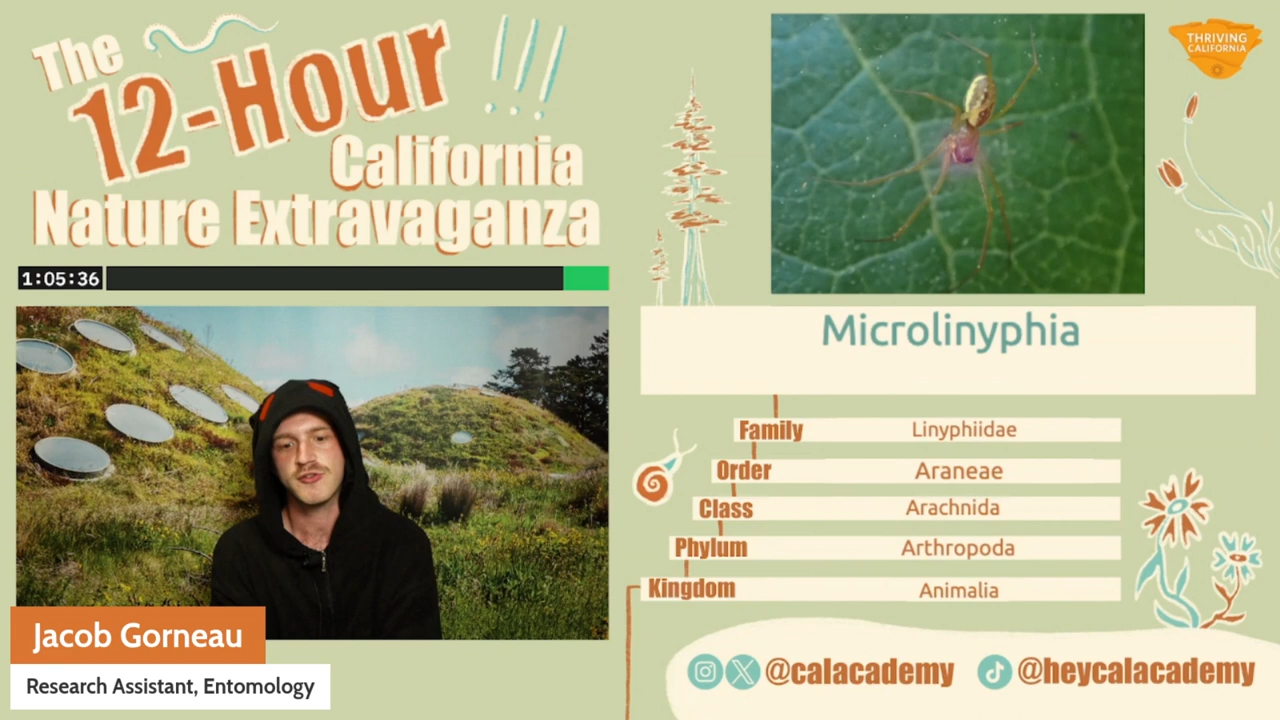 The
12-Hour
!!!
California
Nature Extravaganza
1:05:36
THRIVING
CALIFORNIA
Microlinyphia
Family Linyphiidae
Order Araneae
Class Arachnida
Phylum Arthropoda
Kingdom Animalia
Jacob Gorneau
Research Assistant, Entomology
@calacademy @heycalacademy